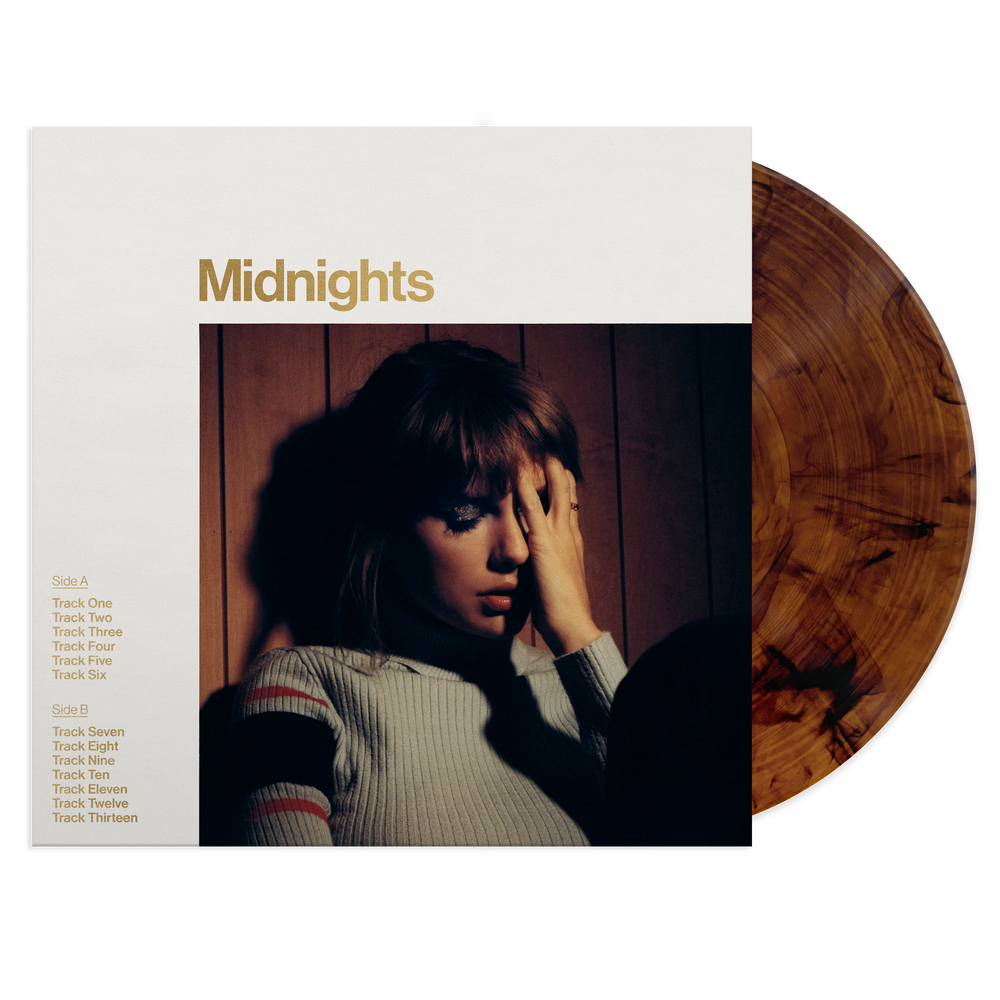 Midnights
Side A
Track One
Track Two
Track Three
Track Four
Track Five
Track Six
Side B
Track Seven
Track Eight
Track Nine
Track Ten
Track Eleven
Track Twelve
Track Thirteen